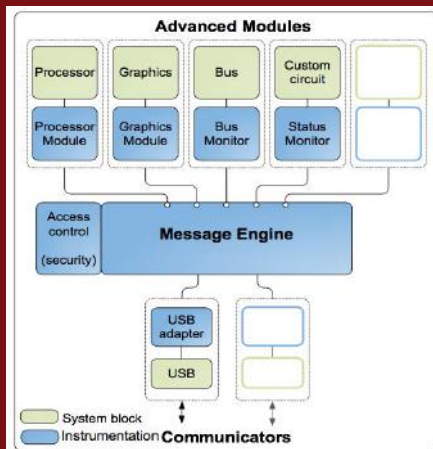 Advanced Modules
Processor
Graphics
Bus
Custom
circuit
Processor
Module
Graphics
Module
Bus
Monitor
Status
Monitor
Access
control
(security)
Message Engine
USB
adapter
USB
System block
Instrumentation
Communicators